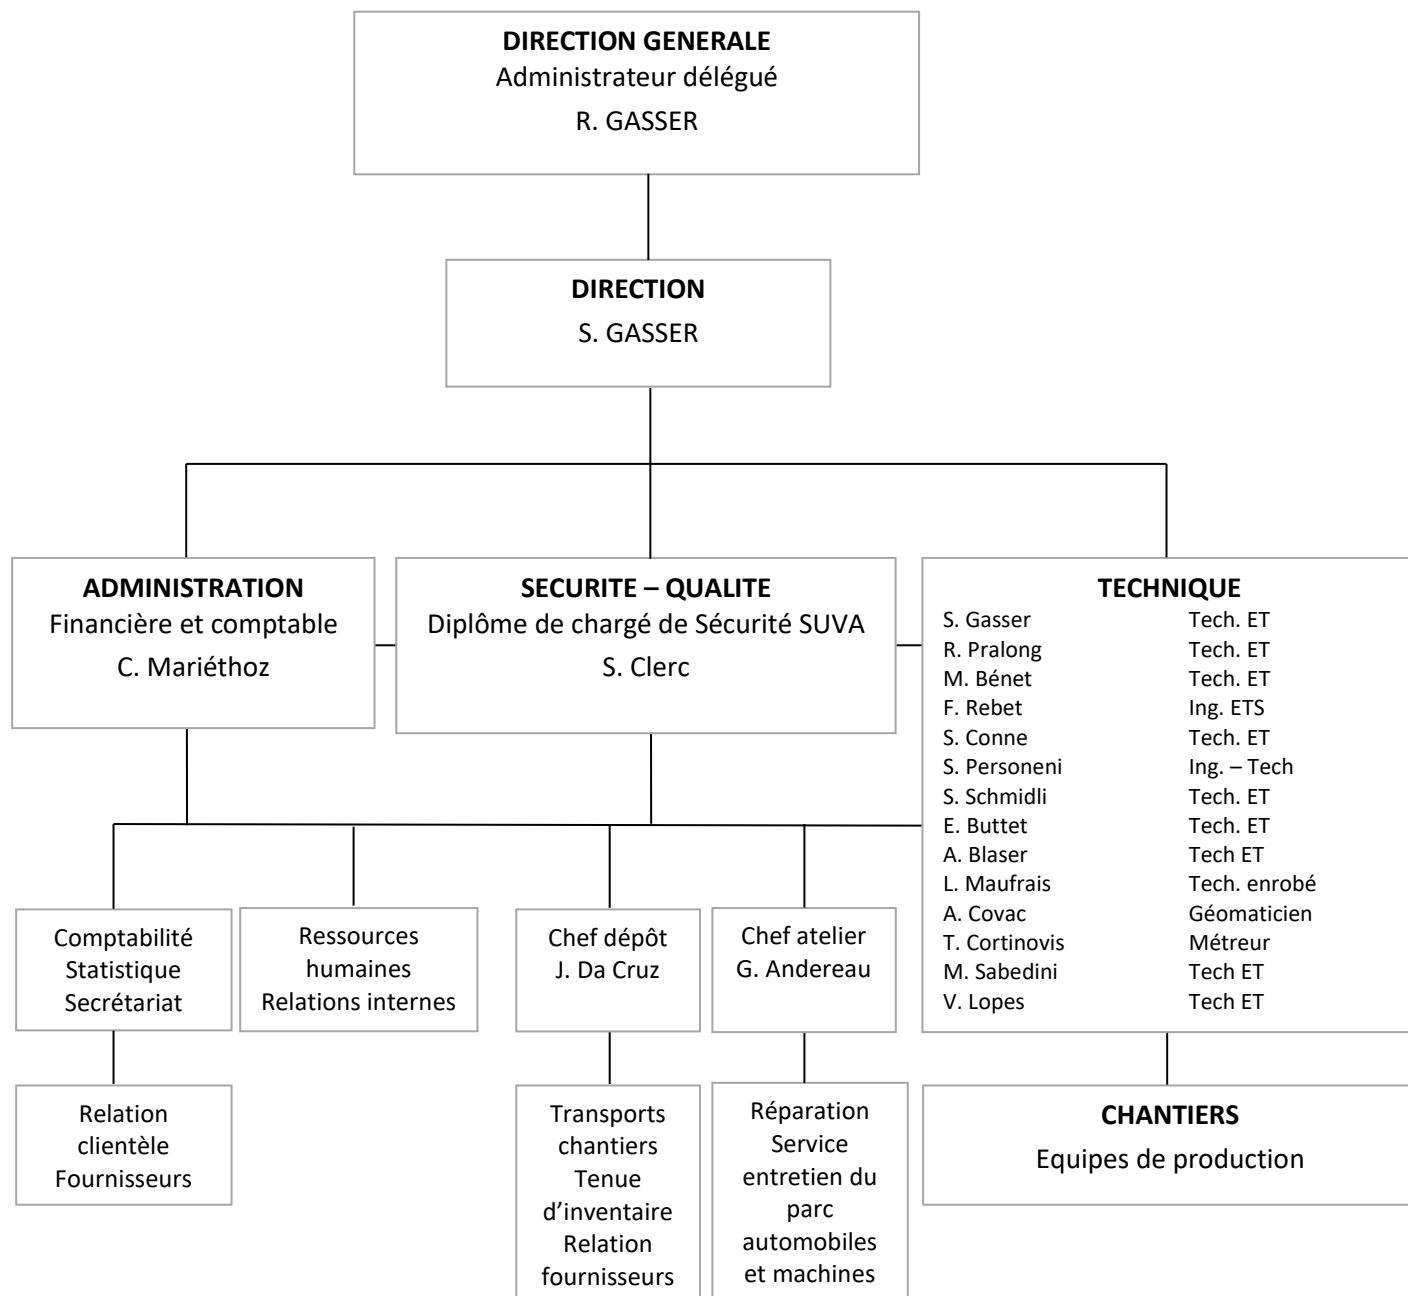 DIRECTION GENERALE
Administrateur délégué
R. GASSER
DIRECTION
S. GASSER
ADMINISTRATION
Financière et comptable
C. Mariéthoz
SECURITE – QUALITE
Diplôme de chargé de Sécurité SUVA
S. Clerc
TECHNIQUE
S. Gasser Tech. ET
R. Pralong Tech. ET
M. Bénet Tech. ET
F. Rebet Ing. ETS
S. Conne Tech. ET
S. Personeni Ing. – Tech
S. Schmidli Tech. ET
E. Buttet Tech. ET
A. Blaser Tech ET
L. Maufrais Tech. enrobé
A. Covac Géomaticien
T. Cortinovis Métreur
M. Sabedini Tech ET
V. Lopes Tech ET
Comptabilité
Statistique
Secrétariat
Ressources
humaines
Relations internes
Chef dépôt
J. Da Cruz
Chef atelier
G. Andereau
Relation
clientèle
Fournisseurs
Transports
chantiers
Tenue
d’inventaire
Relation
fournisseurs
Réparation
Service
entretien du
parc
automobiles
et machines
CHANTIERS
Equipes de production